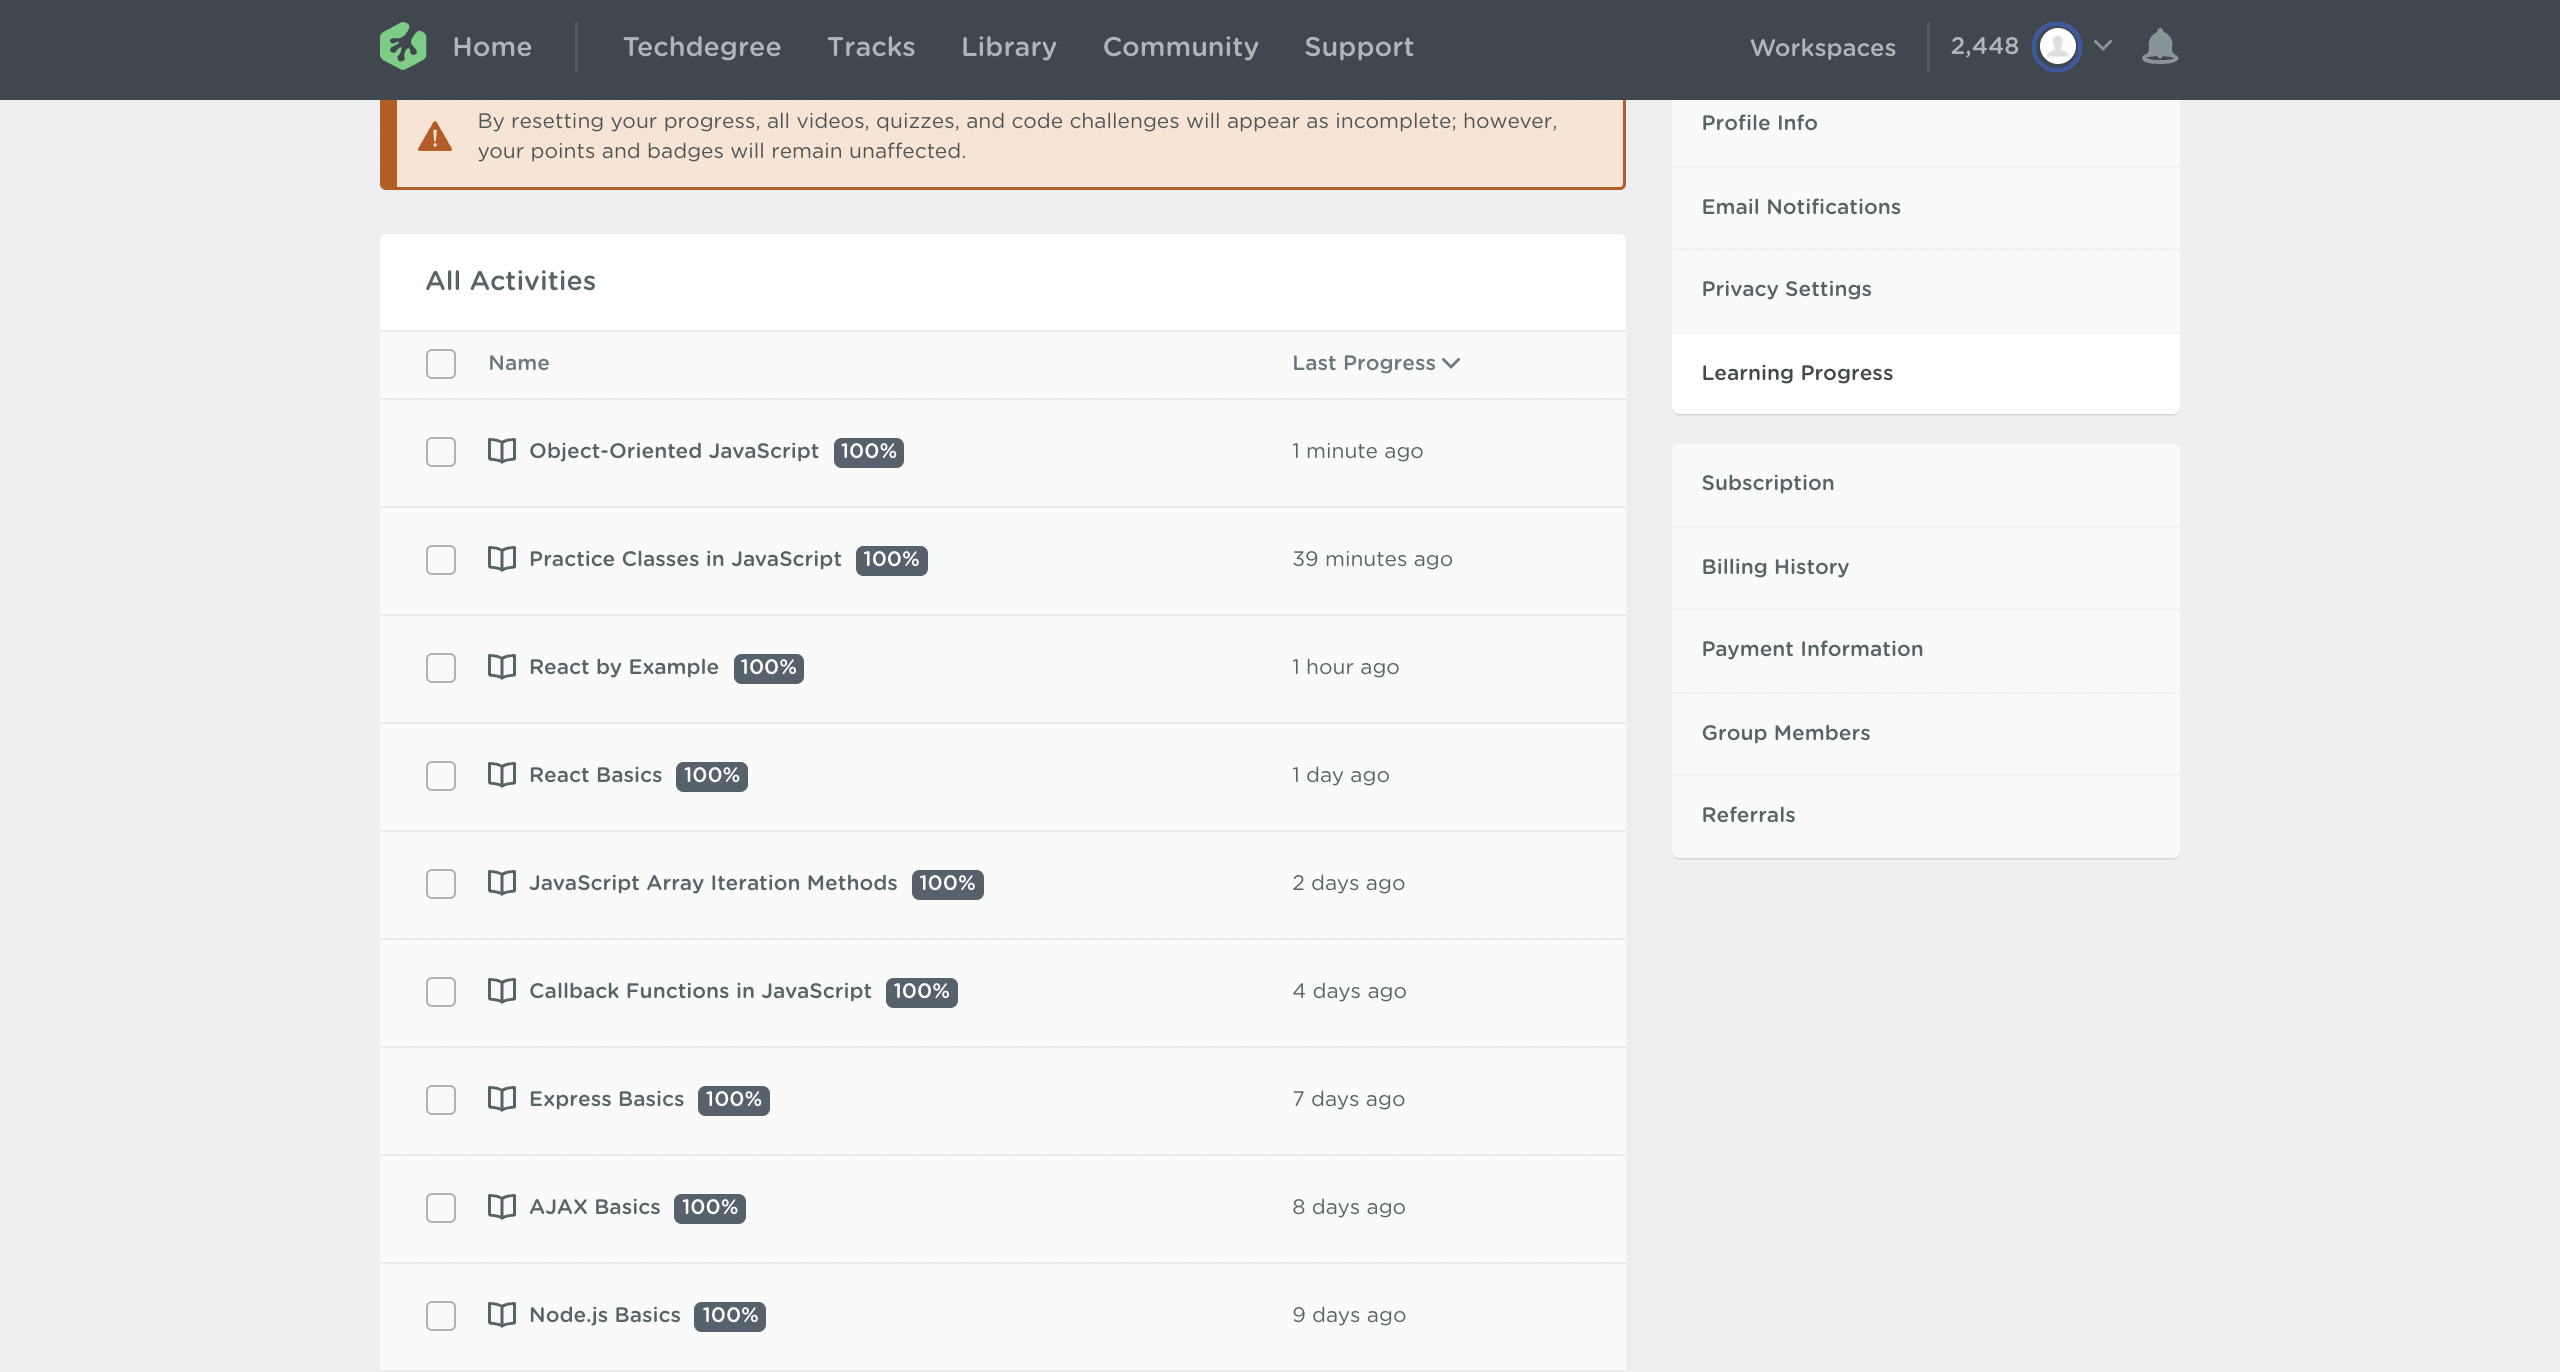 Home
Techdegree
Tracks
Library
Community
Support
Workspaces
2,448
By resetting your progress, all videos, quizzes, and code challenges will appear as incomplete; however,
your points and badges will remain unaffected.
All Activities
Name
Last Progress
Object-Oriented JavaScript 100% 1 minute ago
Practice Classes in JavaScript 100% 39 minutes ago
React by Example 100% 1 hour ago
React Basics 100% 1 day ago
JavaScript Array Iteration Methods 100% 2 days ago
Callback Functions in JavaScript 100% 4 days ago
Express Basics 100% 7 days ago
AJAX Basics 100% 8 days ago
Node.js Basics 100% 9 days ago
Profile Info
Email Notifications
Privacy Settings
Learning Progress
Subscription
Billing History
Payment Information
Group Members
Referrals